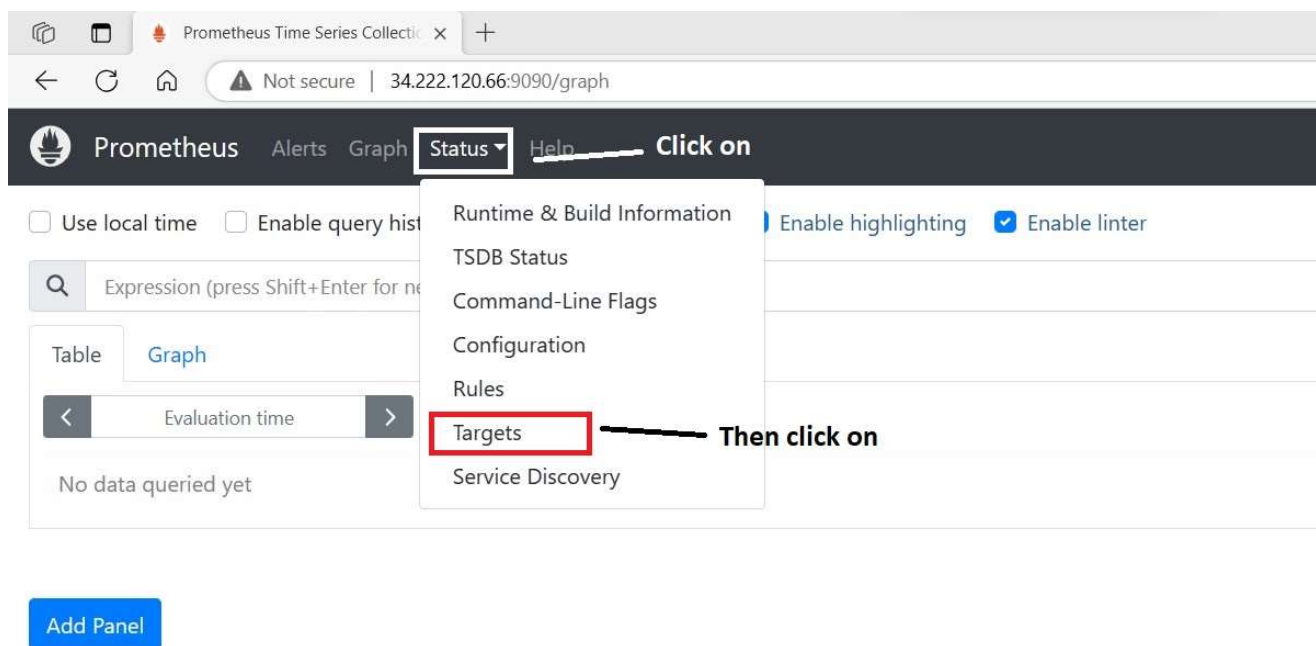 Prometheus Time Series Collectic
Not secure | 34.222.120.66:9090/graph
Prometheus Alerts Graph Status Help Click on
Use local time Enable query hist Enable highlighting Enable linter
Expression (press Shift+Enter for ne
Table Graph
Evaluation time
No data queried yet
Runtime & Build Information
TSDB Status
Command-Line Flags
Configuration
Rules
Targets Then click on
Service Discovery
Add Panel